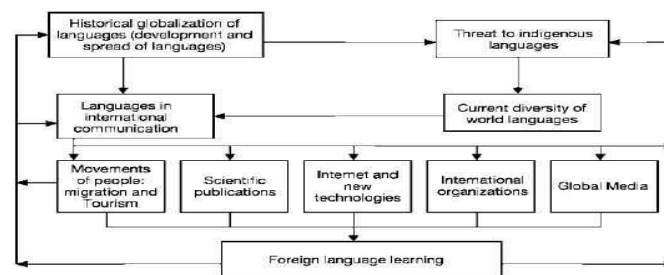 Historical globalization of
languages (development and
spread of languages)
Threat to indigenous
languages
Languages in
international
communication
Current diversity of
world languages
Movements
of people:
migration and
Tourism
Scientific
publications
Internet and
new
technologies
International
organizations
Global Media
Foreign language learning